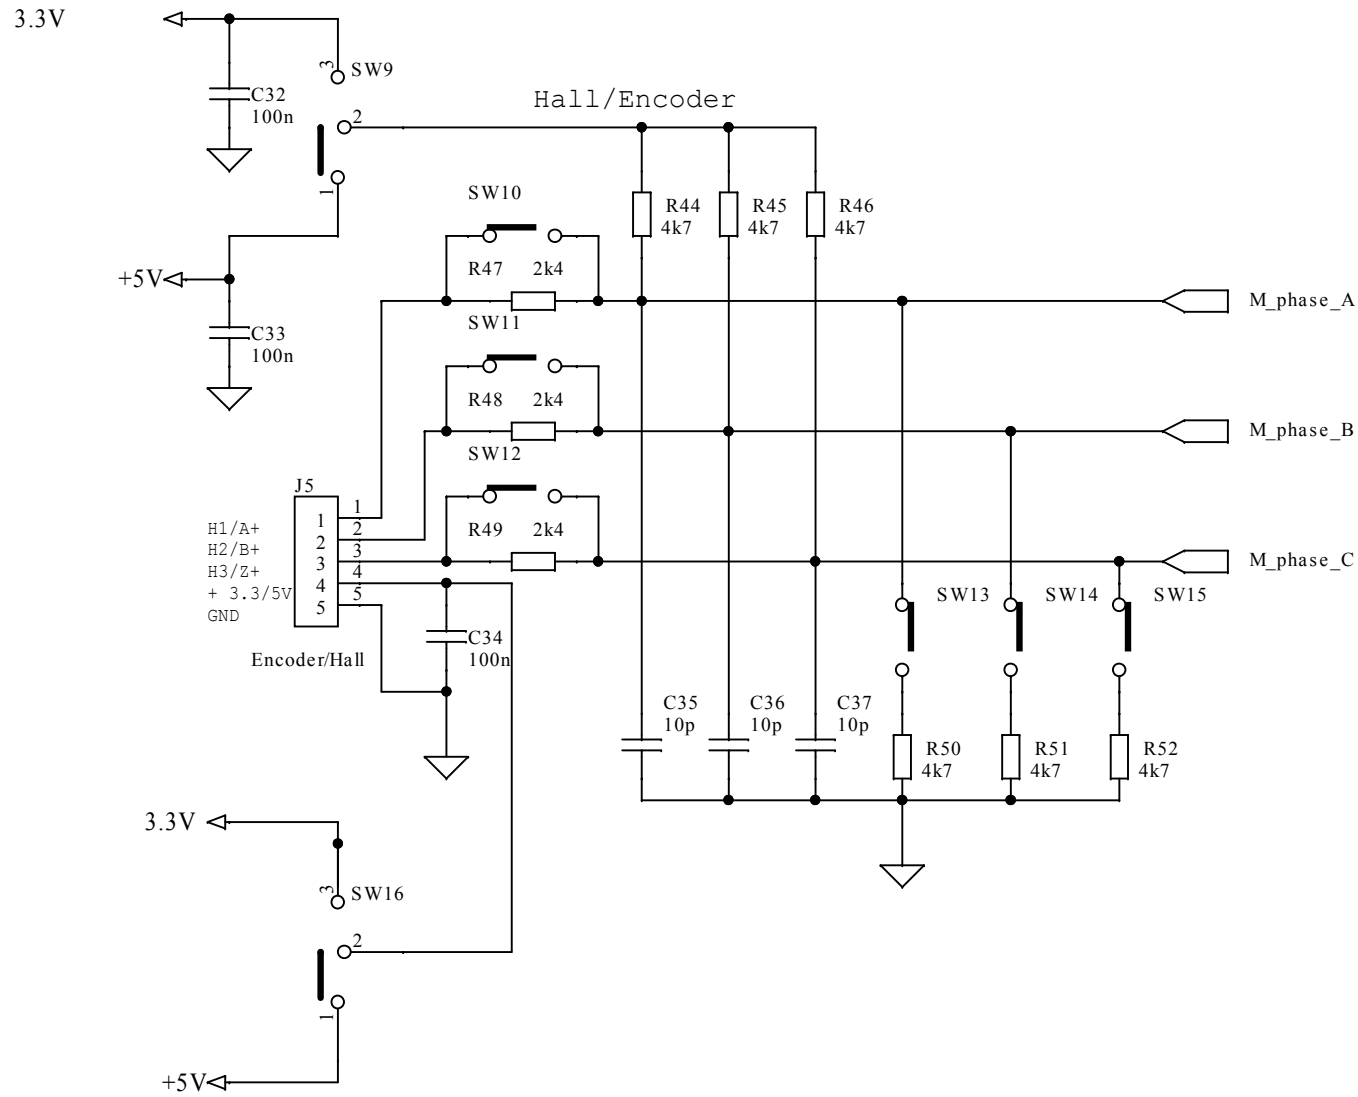 3.3V
3 SW9
C32
100n
Hall/Encoder
2
1
SW10
R44
4k7
R45
4k7
R46
4k7
R47 2k4
+5V
M_phase_A
SW11
C33
100n
R48 2k4
M_phase_B
SW12
J5
1 1
2 2
3 3
4 4
5 5
H1/A+
H2/B+
H3/Z+
+ 3.3/5V
GND
R49 2k4
M_phase_C
SW13 SW14 SW15
C34
100n
Encoder/Hall
C35
10p
C36
10p
C37
10p
R50
4k7
R51
4k7
R52
4k7
3.3V
3 SW16
2
1
+5V